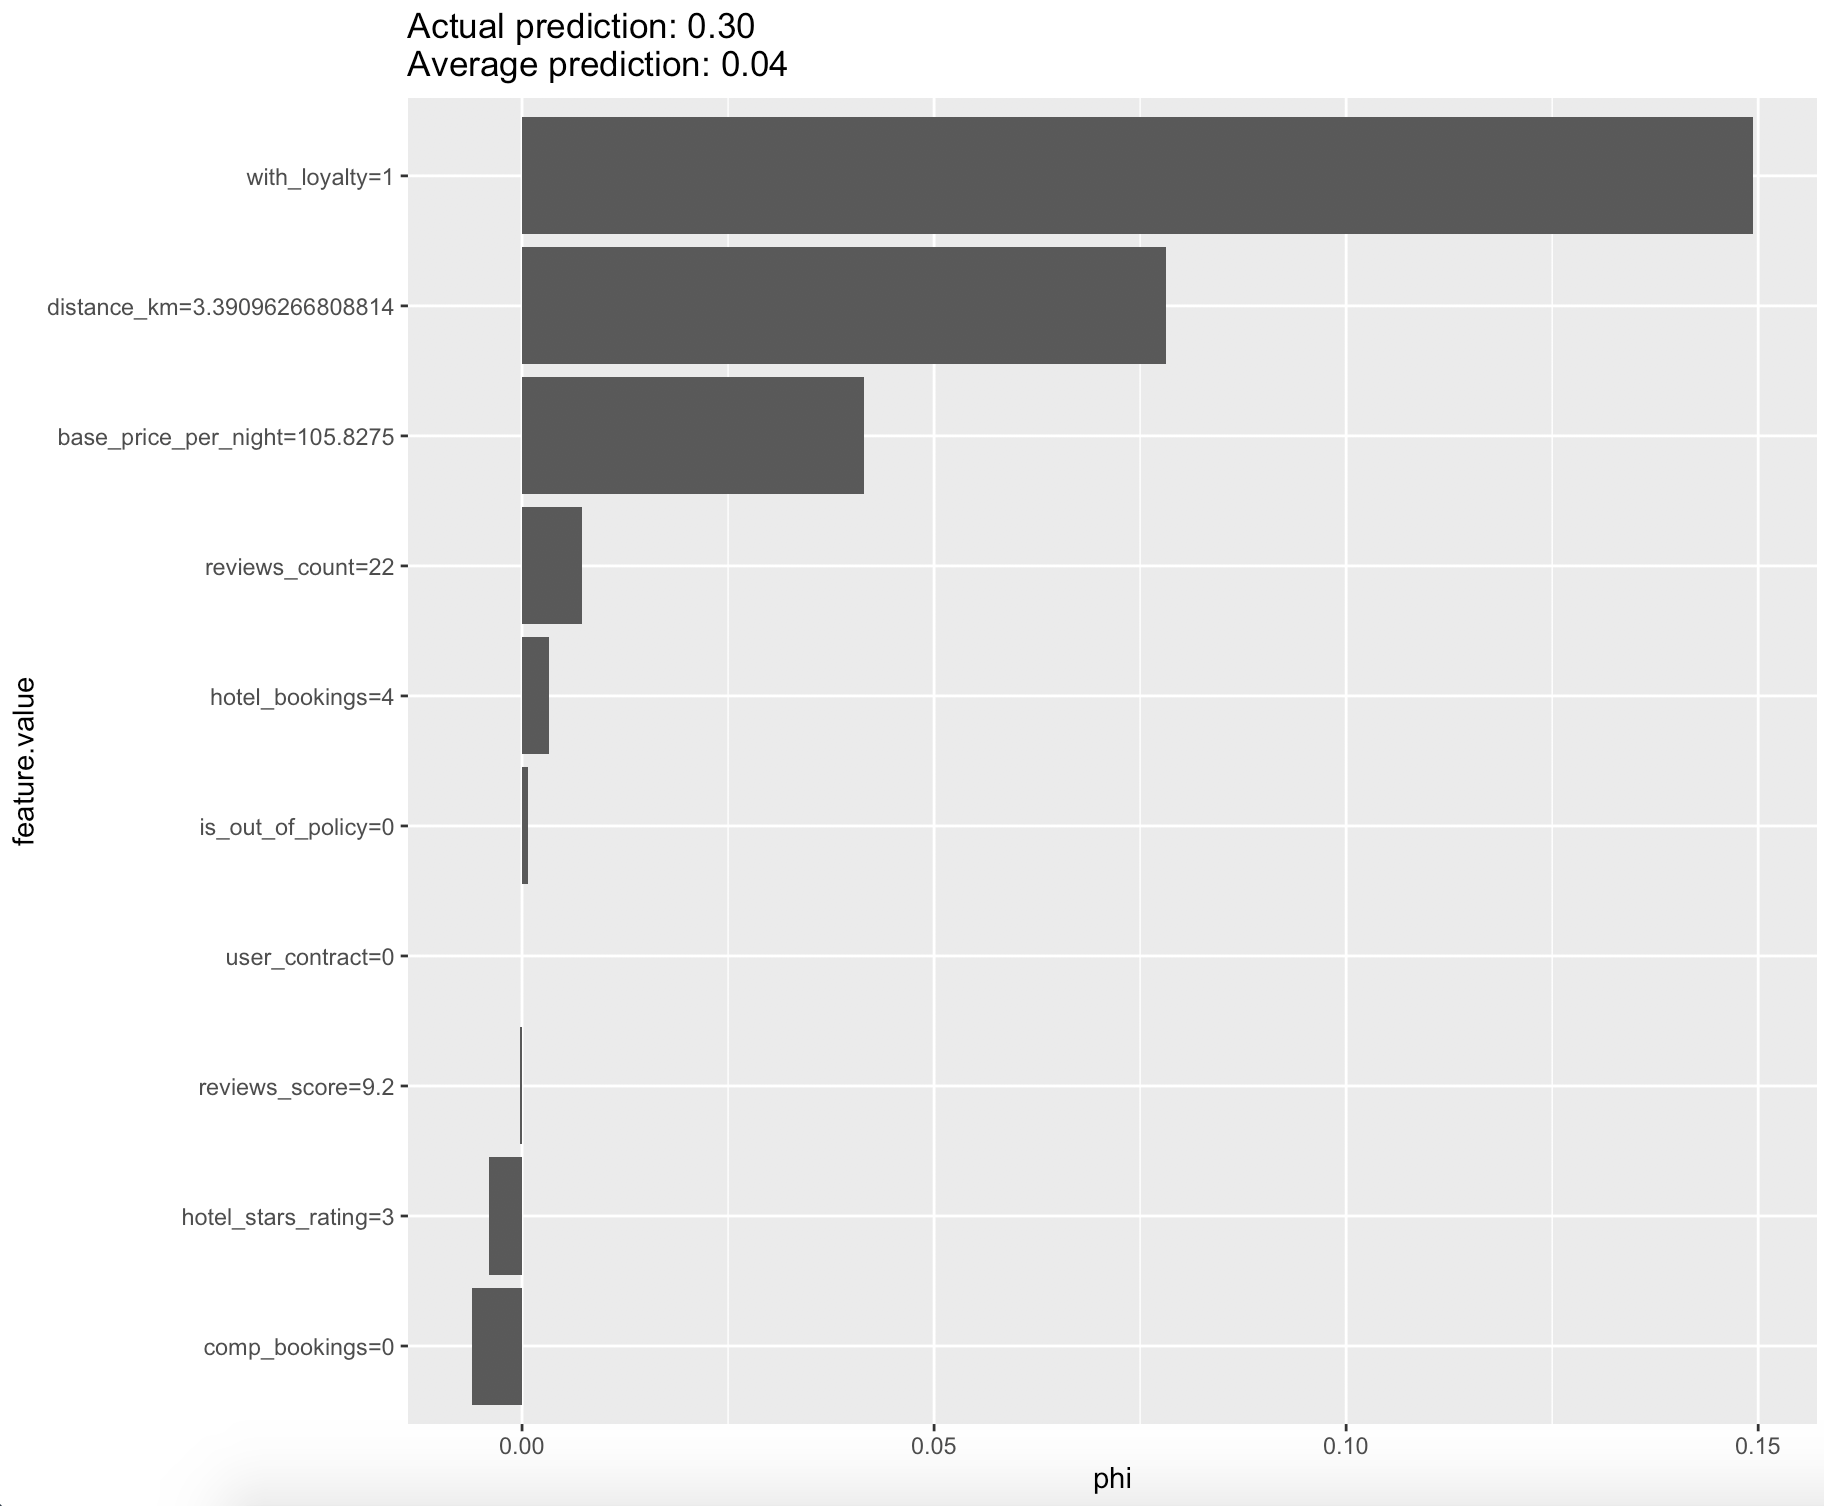 Actual prediction: 0.30
Average prediction: 0.04
feature.value
with_loyalty=1
distance_km=3.39096266808814
base_price_per_night=105.8275
reviews_count=22
hotel_bookings=4
is_out_of_policy=0
user_contract=0
reviews_score=9.2
hotel_stars_rating=3
comp_bookings=0
0.00 0.05 0.10 0.15
phi